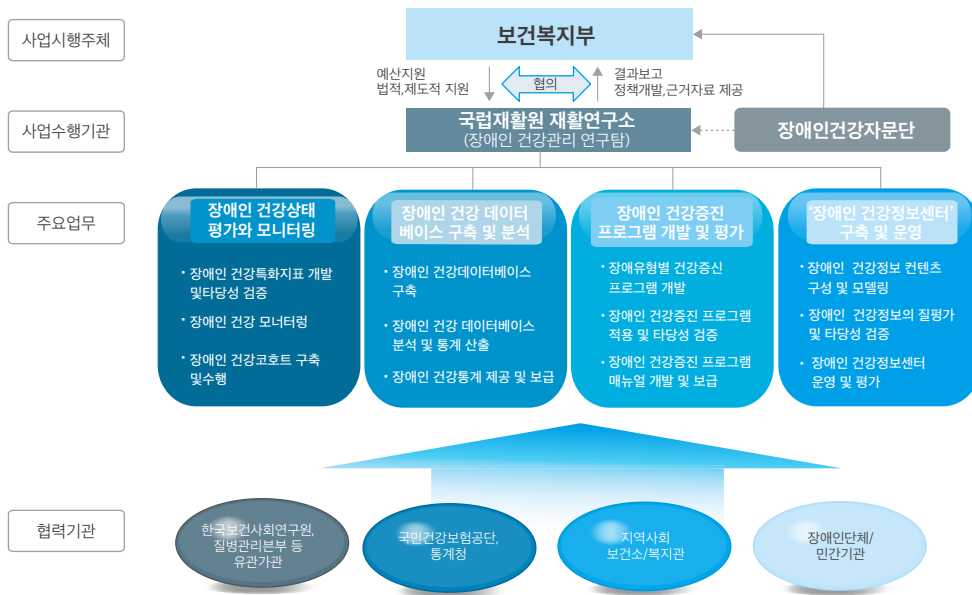 사업시행주체
보건복지부
예산지원
법적,제도적 지원
협의
결과보고
정책개발,근거자료 제공
사업수행기관
국립재활원 재활연구소
(장애인 건강관리 연구탐)
장애인건강자문단
주요업무
장애인 건강상태
평가와 모니터링
· 장애인 건강특화지표 개발
및타당성 검증
· 장애인 건강 모너터렁
· 장애인 건강코호트 구축
및수행
장애인 건강 데이터
베이스 구축 및 분석
· 장애인 건강데이터베이스
구축
· 장애인 건강 데이터베이스
분석 및 통계 산출
· 장애인 건강통계 제공 및 보급
장애인 건강증진
프로그램 개발 및 평가
· 장애유형별 건강증신
프로그램 개발
· 장애인 건강증진 프로그램
적용 및 타당성 검증
· 장애인 건강증진 프로그램
매뉴얼 개발 및 보급
'장애인 건강정보센터'
구축 및 운영
· 장애인 건강정보 컨텐츠
구성 및 모델링
· 장애인 건강정보의 질평가
및 타당성 검증
· 장애인 건강정보센터
운영 및 평가
협력기관
한국보건사회연구원,
질병관리븐부 등
유관가관
국민건강보험공단,
통계청
지역사회
보건소/복지관
장애인단체/
민간기관